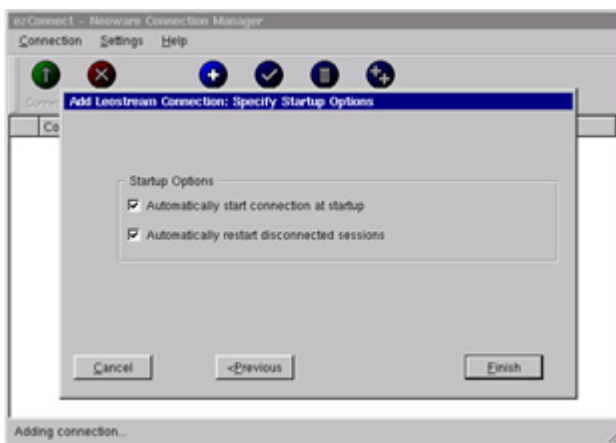 ezConnect - Neoware Connection Manager
Connection Settings Help
Add Leostream Connection: Specify Startup Options
Co
Startup Options
Automatically start connection at startup
Automatically restart disconnected sessions
Cancel
<Previous
Finish
Adding connection...